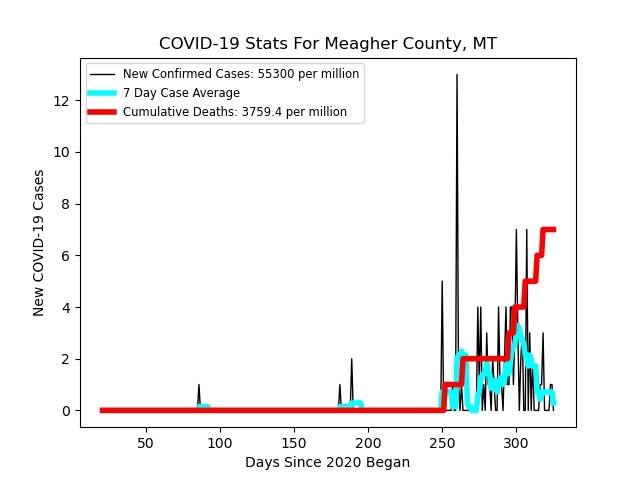 COVID-19 Stats For Meagher County, MT
New Confirmed Cases: 55300 per million
7 Day Case Average
Cumulative Deaths: 3759.4 per million
12
10
8
6
4
2
0
New COVID-19 Cases
50 100 150 200 250 300
Days Since 2020 Began